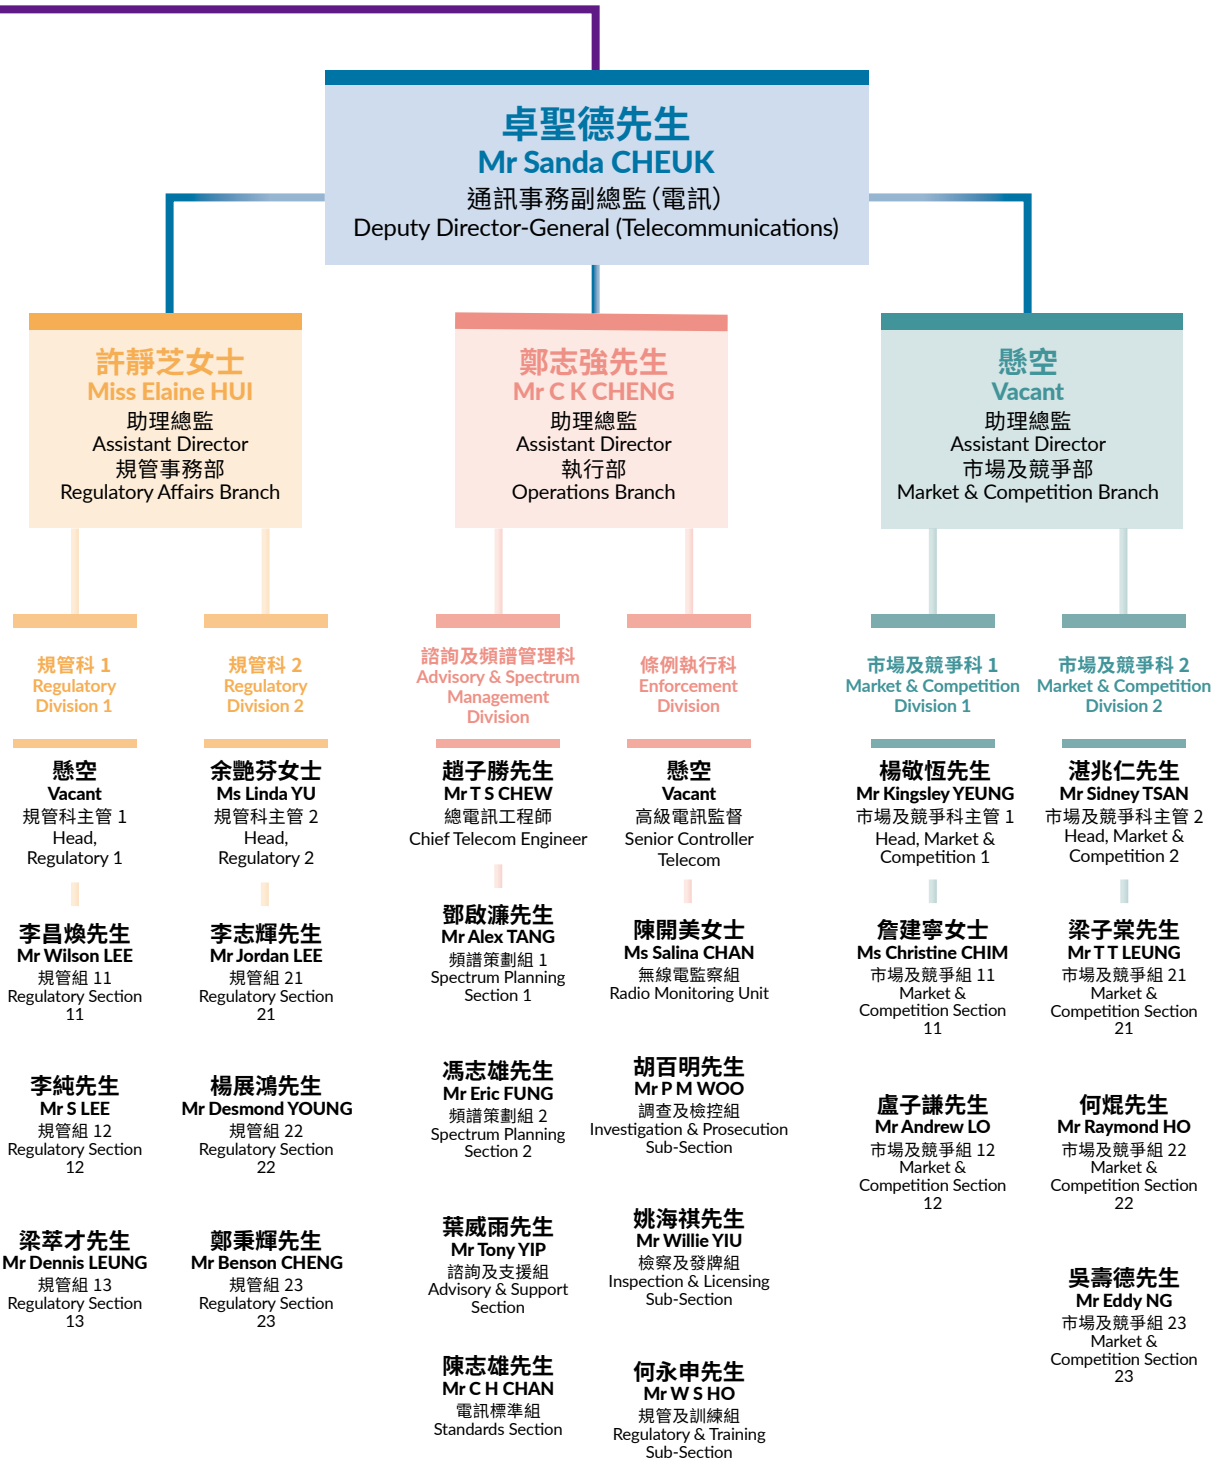 卓聖德先生
Mr Sanda CHEUK
通訊事務副總監（電訊）
Deputy Director-General (Telecommunications)
許靜芝女士
Miss Elaine HUI
助理總監
Assistant Director
規管事務部
Regulatory Affairs Branch
鄭志強先生
Mr C K CHENG
助理總監
Assistant Director
執行部
Operations Branch
懸空
Vacant
助理總監
Assistant Director
市場及競爭部
Market & Competition Branch
規管科 1
Regulatory
Division 1
懸空
Vacant
規管科主管 1
Head,
Regulatory 1
李昌煥先生
Mr Wilson LEE
規管組 11
Regulatory Section
11
李純先生
Mr S LEE
規管組 12
Regulatory Section
12
梁萃才先生
Mr Dennis LEUNG
規管組 13
Regulatory Section
13
規管科 2
Regulatory
Division 2
余艷芬女士
Ms Linda YU
規管科主管 2
Head,
Regulatory 2
李志輝先生
Mr Jordan LEE
規管組 21
Regulatory Section
21
楊展鴻先生
Mr Desmond YOUNG
規管組 22
Regulatory Section
22
鄭秉輝先生
Mr Benson CHENG
規管組 23
Regulatory Section
23
諮詢及頻譜管理科
Advisory & Spectrum
Management
Division
趙子勝先生
Mr T S CHEW
總電訊工程師
Chief Telecom Engineer
鄧啟濂先生
Mr Alex TANG
頻譜策劃組 1
Spectrum Planning
Section 1
馮志雄先生
Mr Eric FUNG
頻譜策劃組 2
Spectrum Planning
Section 2
葉威雨先生
Mr Tony YIP
諮詢及支援組
Advisory & Support
Section
陳志雄先生
Mr C H CHAN
電訊標準組
Standards Section
條例執行科
Enforcement
Division
懸空
Vacant
高級電訊監督
Senior Controller
Telecom
陳開美女士
Ms Salina CHAN
無線電監察組
Radio Monitoring Unit
胡百明先生
Mr P M WOO
調查及檢控組
Investigation & Prosecution
Sub-Section
姚海祺先生
Mr Willie YIU
檢察及發牌組
Inspection & Licensing
Sub-Section
何永申先生
Mr W S HO
規管及訓練組
Regulatory & Training
Sub-Section
市場及競爭科 1
Market & Competition
Division 1
楊敬恆先生
Mr Kingsley YEUNG
市場及競爭科主管 1
Head, Market &
Competition 1
詹建寧女士
Ms Christine CHIM
市場及競爭組 11
Market &
Competition Section
11
盧子謙先生
Mr Andrew LO
市場及競爭組 12
Market &
Competition Section
12
市場及競爭科 2
Market & Competition
Division 2
湛兆仁先生
Mr Sidney TSAN
市場及競爭科主管 2
Head, Market &
Competition 2
梁子棠先生
Mr T T LEUNG
市場及競爭組 21
Market &
Competition Section
21
何焜先生
Mr Raymond HO
市場及競爭組 22
Market &
Competition Section
22
吳壽德先生
Mr Eddy NG
市場及競爭組 23
Market &
Competition Section
23